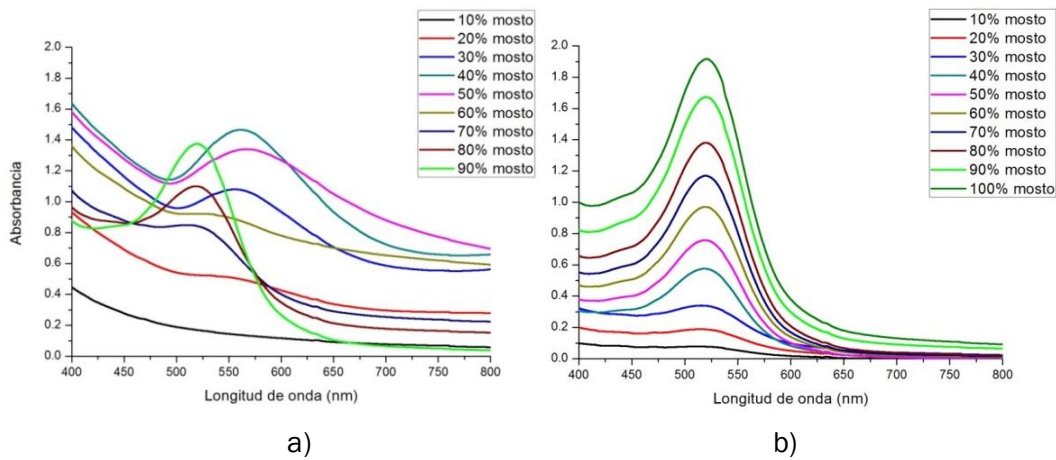 10% mosto
20% mosto
30% mosto
40% mosto
50% mosto
60% mosto
70% mosto
80% mosto
90% mosto
2.0
1.8
1.6
1.4
1.2
1.0
0.8
0.6
0.4
0.2
0.0
Absorbancia
400 450 500 550 600 650 700 750 800
Longitud de onda (nm)
a)
10% mosto
20% mosto
30% mosto
40% mosto
50% mosto
60% mosto
70% mosto
80% mosto
90% mosto
100% mosto
2.0
1.8
1.6
1.4
1.2
1.0
0.8
0.6
0.4
0.2
0.0
400 450 500 550 600 650 700 750 800
Longitud de onda (nm)
b)